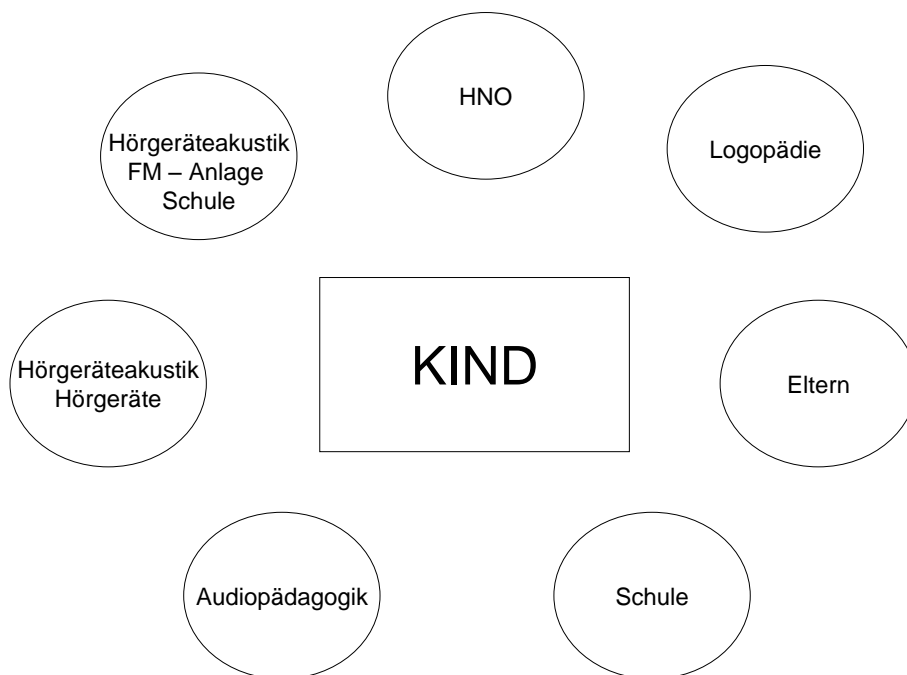 HNO
Logopädie
Hörgeräteakustik
FM – Anlage
Schule
KIND
Hörgeräteakustik
Hörgeräte
Eltern
Audiopädagogik
Schule